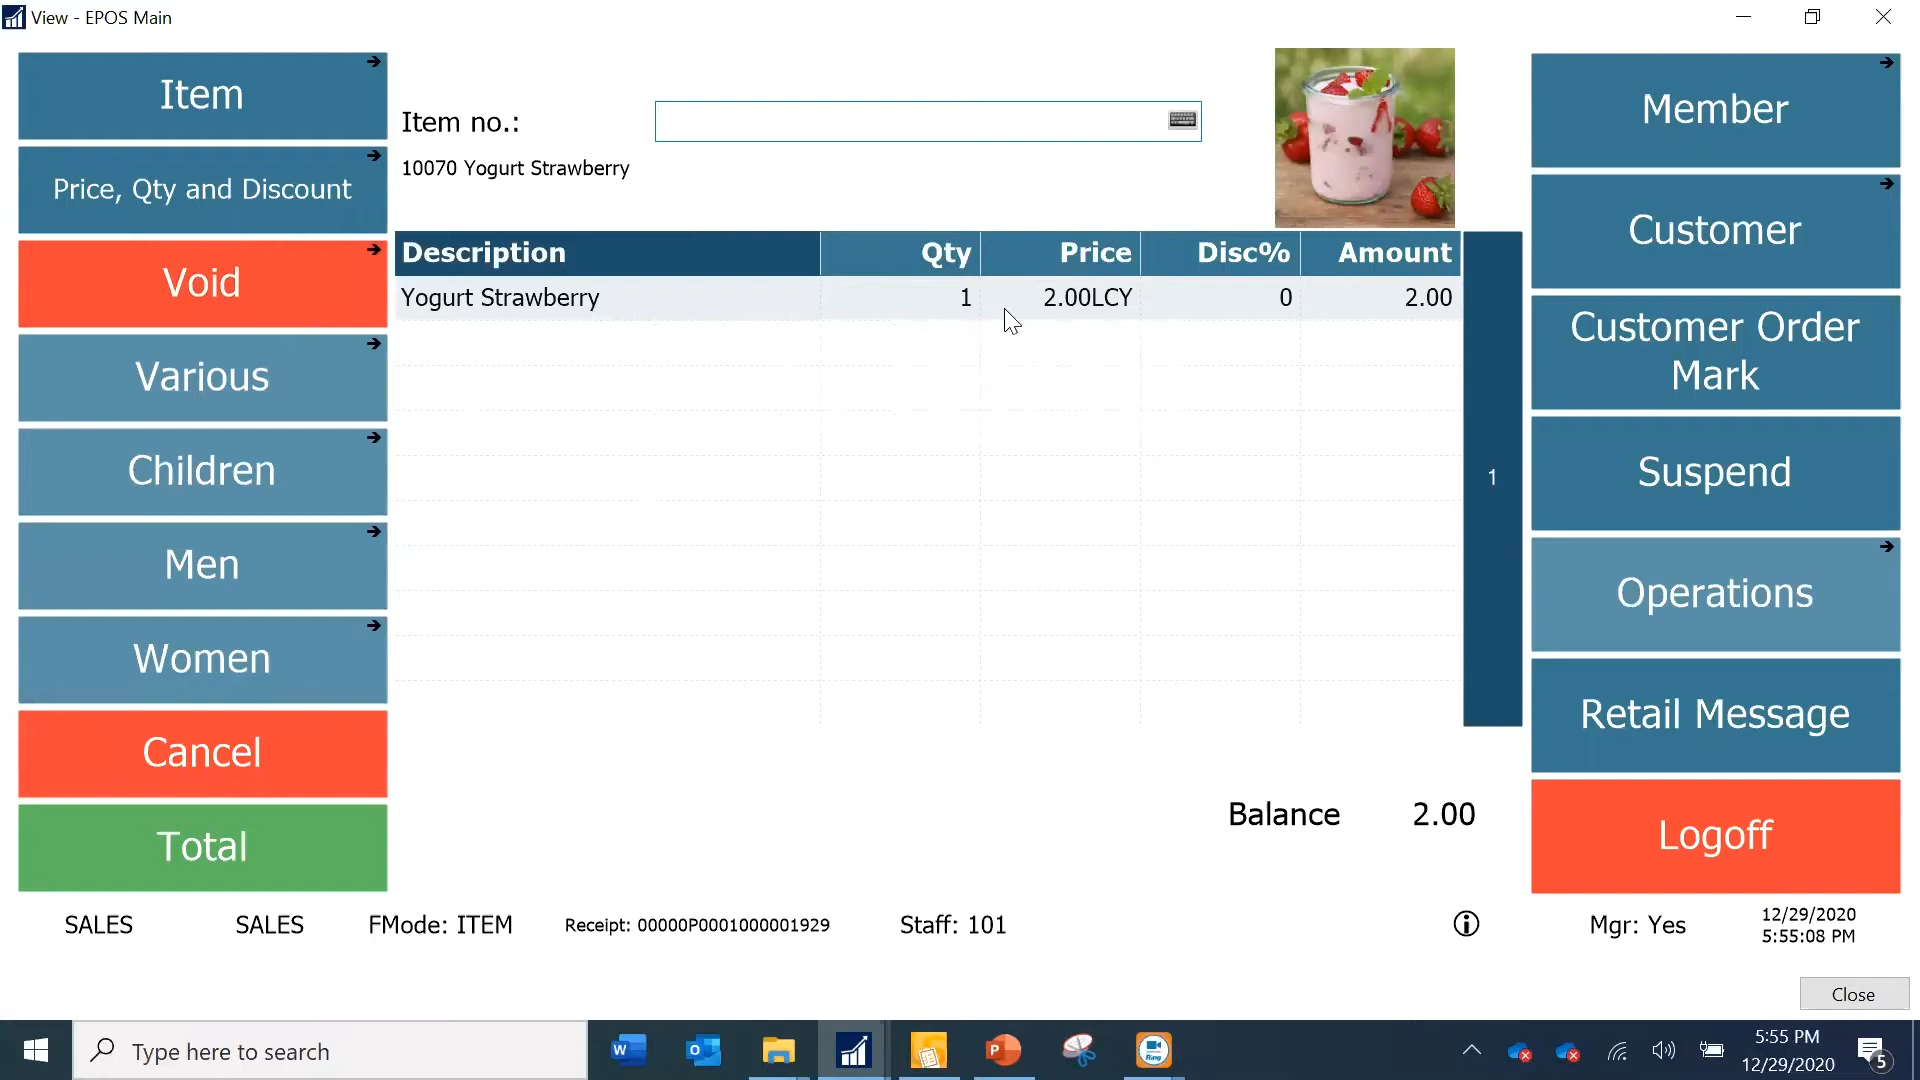 View - EPOS Main
Item
Price, Qty and Discount
Void
Various
Children
Men
Women
Cancel
Total
Item no.:
10070 Yogurt Strawberry
Description Qty Price Disc% Amount
Yogurt Strawberry 1 2.00LCY 0 2.00
1
Balance 2.00
Member
Customer
Customer Order
Mark
Suspend
Operations
Retail Message
Logoff
SALES SALES FMode: ITEM Receipt: 00000P0001000001929 Staff: 101 Mgr: Yes
12/29/2020
5:55:08 PM
Close
Type here to search
W
O
P
Ring
5:55 PM
12/29/2020
5